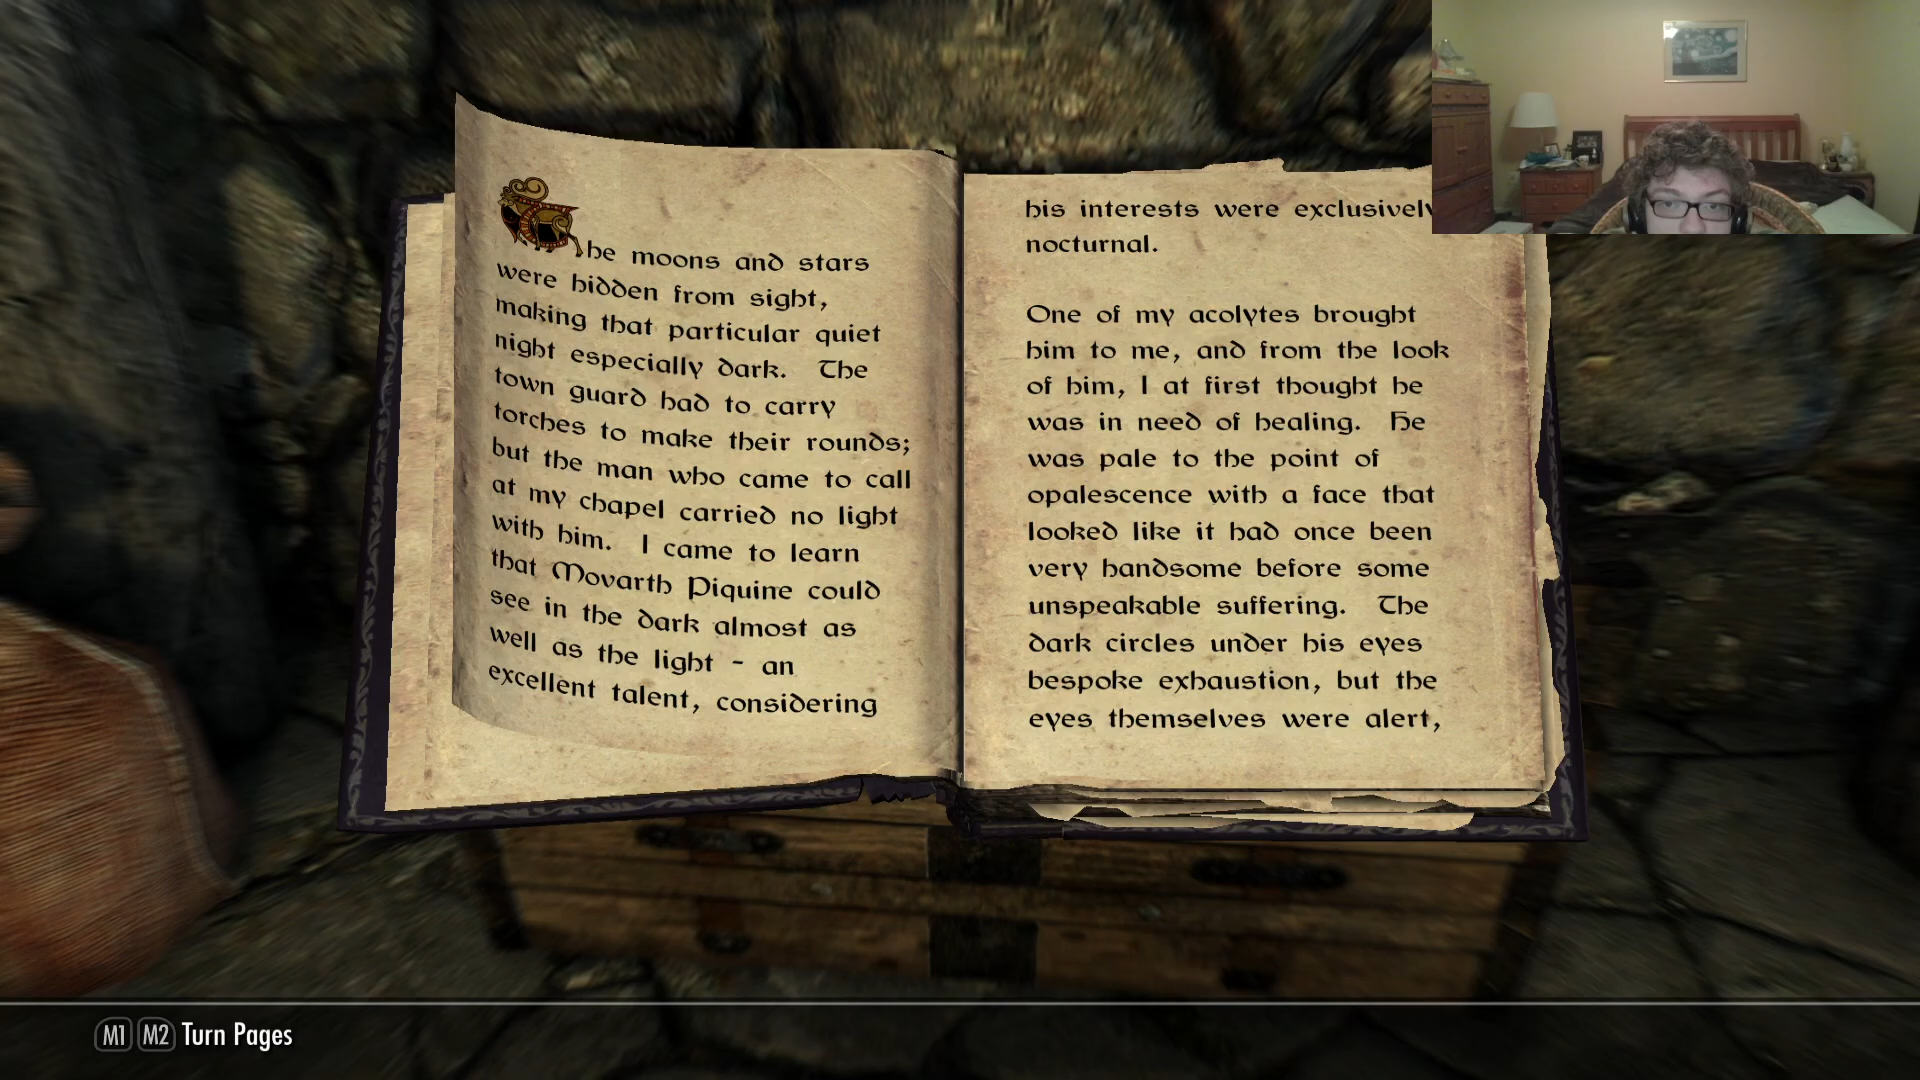 The moons and stars
were hidden from sight,
making that particular quiet
night especially dark. The
town guard had to carry
torches to make their rounds;
but the man who came to call
at my chapel carried no light
with him. I came to learn
that Movarth Piquine could
see in the dark almost as
well as the light - an
excellent talent, considering
his interests were exclusively
nocturnal.
One of my acolytes brought
him to me, and from the look
of him, I at first thought he
was in need of healing. He
was pale to the point of
opalescence with a face that
looked like it had once been
very handsome before some
unspeakable suffering. The
dark circles under his eyes
bespoke exhaustion, but the
eyes themselves were alert,
M1 M2 Turn Pages